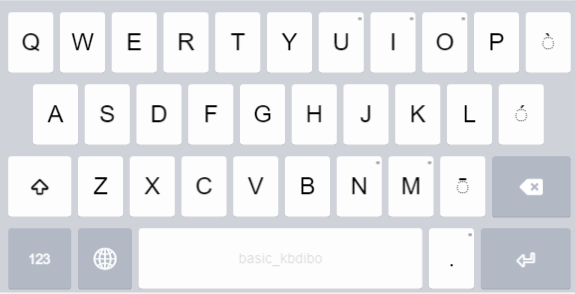 Q W E R T Y U I O P ◌̀
A S D F G H J K L ◌́
Z X C V B N M ◌̄
123 basic_kbdibo .